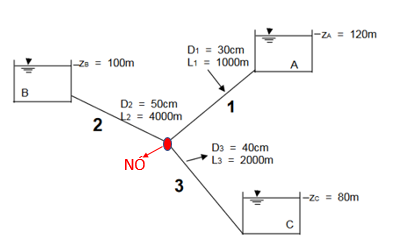 D1 = 30cm
L1 = 1000m
ZA = 120m
A
ZB = 100m
B
D2 = 50cm
L2 = 4000m
1
2
NÓ
D3 = 40cm
L3 = 2000m
3
Zc = 80m
C